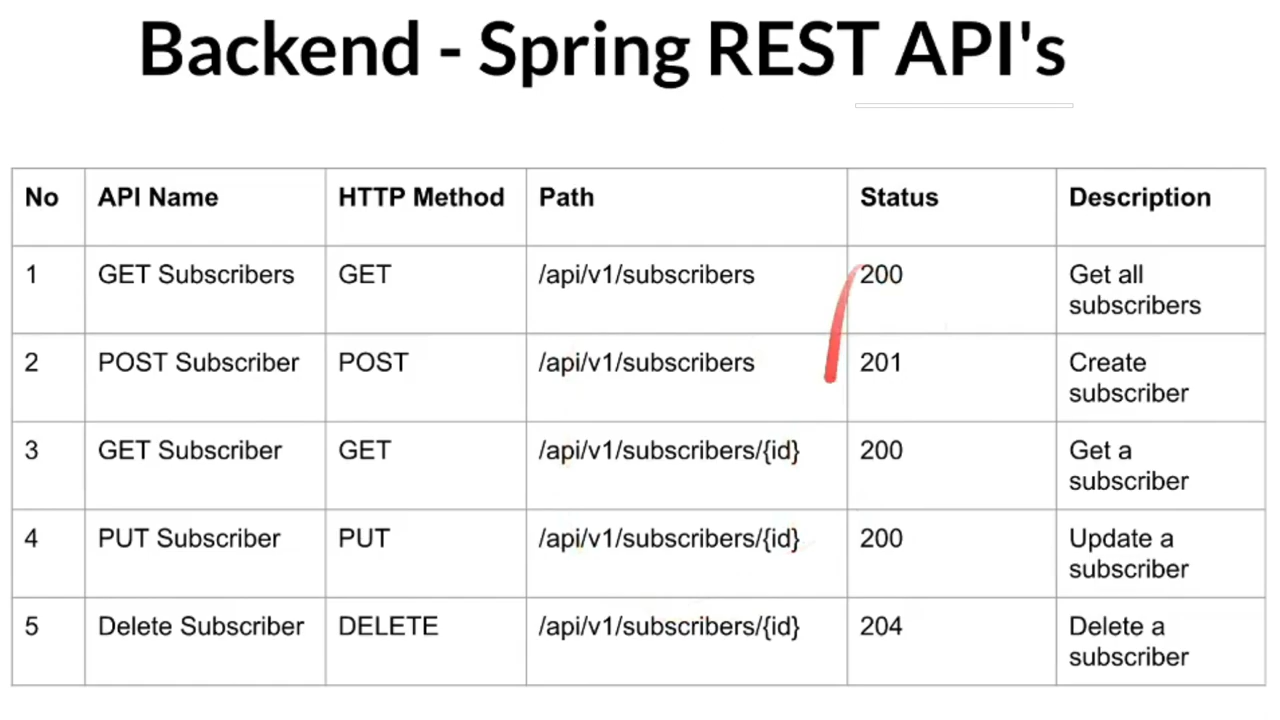 Backend - Spring REST API's
No API Name HTTP Method Path Status Description
1 GET Subscribers GET /api/v1/subscribers 200 Get all
subscribers
2 POST Subscriber POST /api/v1/subscribers 201 Create
subscriber
3 GET Subscriber GET /api/v1/subscribers/{id} 200 Get a
subscriber
4 PUT Subscriber PUT /api/v1/subscribers/{id} 200 Update a
subscriber
5 Delete Subscriber DELETE /api/v1/subscribers/{id} 204 Delete a
subscriber